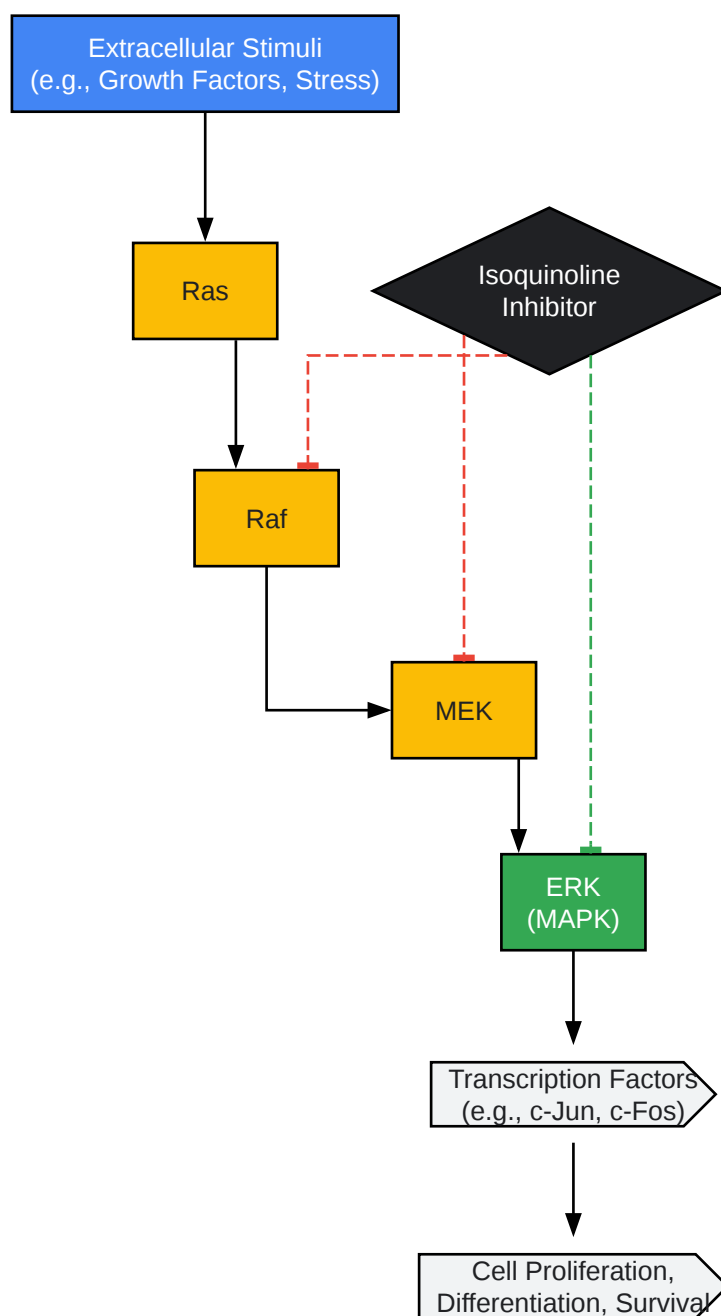 Extracellular Stimuli
(e.g., Growth Factors, Stress)
Ras
Isoquinoline
Inhibitor
Raf
MEK
ERK
(MAPK)
Transcription Factors
(e.g., c-Jun, c-Fos)
Cell Proliferation,
Differentiation, Survival